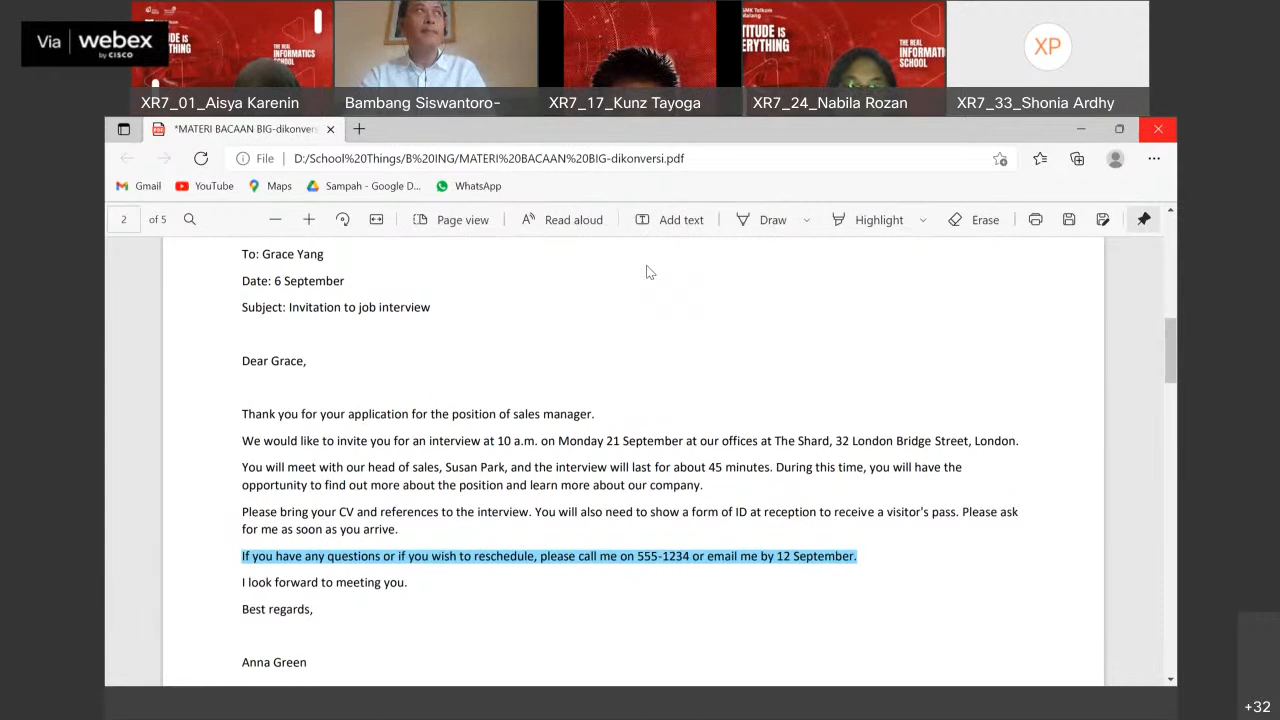 Via webex
by CISCO
SMK Telkom
Malang
THE REAL
INFORMATICS
SCHOOL
XP
XR7_01_Aisya Karenin
Bambang Siswantoro-
XR7_17_Kunz Tayoga
XR7_24_Nabila Rozan
XR7_33_Shonia Ardhy
*MATERI BACAAN BIG-dikonvers
File D:/School%20Things/B%20ING/MATERI%20BACAAN%20BIG-dikonversi.pdf
Gmail YouTube Maps Sampah - Google D... WhatsApp
2 of 5 Page view Read aloud Add text Draw Highlight Erase
To: Grace Yang
Date: 6 September
Subject: Invitation to job interview
Dear Grace,
Thank you for your application for the position of sales manager.
We would like to invite you for an interview at 10 a.m. on Monday 21 September at our offices at The Shard, 32 London Bridge Street, London.
You will meet with our head of sales, Susan Park, and the interview will last for about 45 minutes. During this time, you will have the
opportunity to find out more about the position and learn more about our company.
Please bring your CV and references to the interview. You will also need to show a form of ID at reception to receive a visitor's pass. Please ask
for me as soon as you arrive.
If you have any questions or if you wish to reschedule, please call me on 555-1234 or email me by 12 September.
I look forward to meeting you.
Best regards,
Anna Green
+32